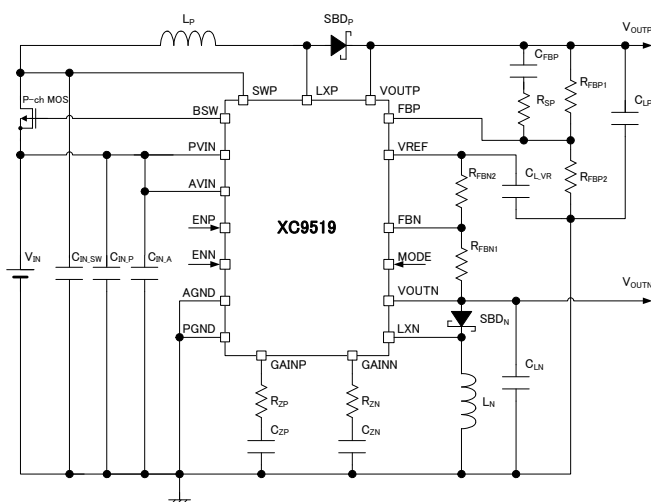 LP
SBDP
VOUTP
CFBP
RFBP1
RSP
CLP
P-ch MOS
SWP
LXP
VOUTP
BSW
FBP
PVIN
VREF
RFBN2
CL_VR
RFBP2
AVIN
ENP
XC9519
FBN
VIN
CIN_SW
CIN_P
CIN_A
ENN
MODE
RFBN1
AGND
VOUTN
VOUTN
SBDN
PGND
LXN
GAINP
GAINN
CLN
RZP
RZN
LN
CZP
CZN